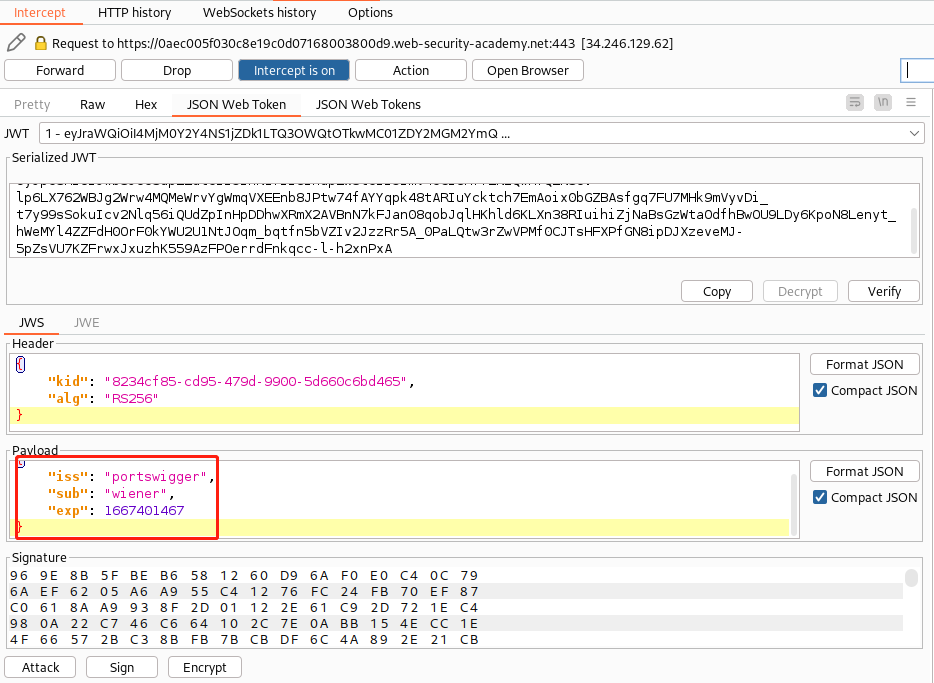 Intercept HTTP history WebSockets history Options
Request to https://0aec005f030c8e19c0d07168003800d9.web-security-academy.net:443 [34.246.129.62]
Forward Drop Intercept is on Action Open Browser
Pretty Raw Hex JSON Web Token JSON Web Tokens \n
JWT 1 - eyJraWQiOiI4MjM0Y2Y4NS1jZDk1LTQ3OWQtOTkwMC01ZDY2MGM2YmQ ...
Serialized JWT
lp6LX762WBJg2Wrw4MQMeWrvYgWmqVXEEnb8JPtw74fAYYqpk48tARIuYcktch7EmAoix0bGZBAsfgq7FU7MHk9mVyvDi_
t7y99sSokuIcv2Nlq56iQUdZpInHpDDhwXRmX2AVBnN7kFJan08qobJqlHKhld6KLXn38RIuihiZjNaBsGzWtaOdfhBwOU9LDy6KpoN8Lenyt_
hWeMYl4ZZFdH0OrF0kYWU2U1NtJOqm_bqtfn5bVZIv2JzzRr5A_0PaLQtw3rZwVPMf0CJTsHFXPfGN8ipDJXzeveMJ-
5pZsVU7KZFrwxJxuzhK559AzFPOerrdFnkqcc-l-h2xnPxA
Copy Decrypt Verify
JWS JWE
Header
{
"kid": "8234cf85-cd95-479d-9900-5d660c6bd465",
"alg": "RS256"
}
Format JSON
Compact JSON
Payload
{
"iss": "portswigger",
"sub": "wiener",
"exp": 1667401467
}
Format JSON
Compact JSON
Signature
96 9E 8B 5F BE B6 58 12 60 D9 6A F0 E0 C4 0C 79
6A EF 62 05 A6 A9 55 C4 12 76 FC 24 FB 70 EF 87
C0 61 8A A9 93 8F 2D 01 12 2E 61 C9 2D 72 1E C4
98 0A 22 C7 46 C6 64 10 2C 7E 0A BB 15 4E CC 1E
4F 66 57 2B C3 8B FB 7B CB DF 6C 4A 89 2E 21 CB
Attack Sign Encrypt